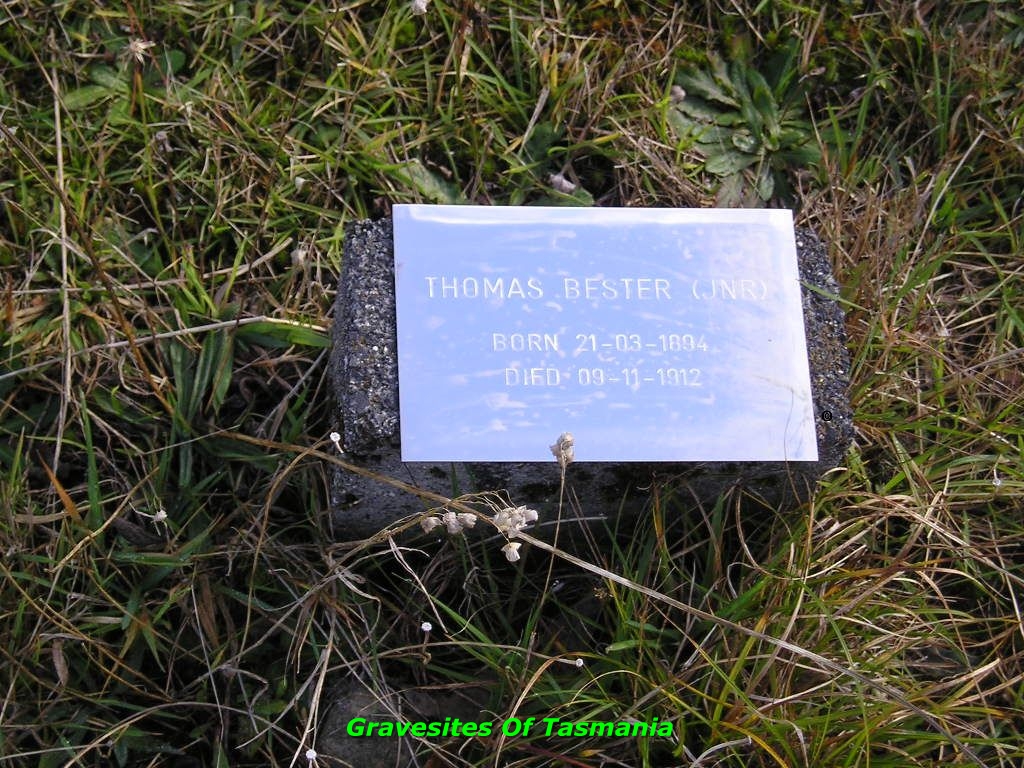 THOMAS BESTER (JNR)
BORN 21-03-1894
DIED 09-11-1912
Gravesites Of Tasmania